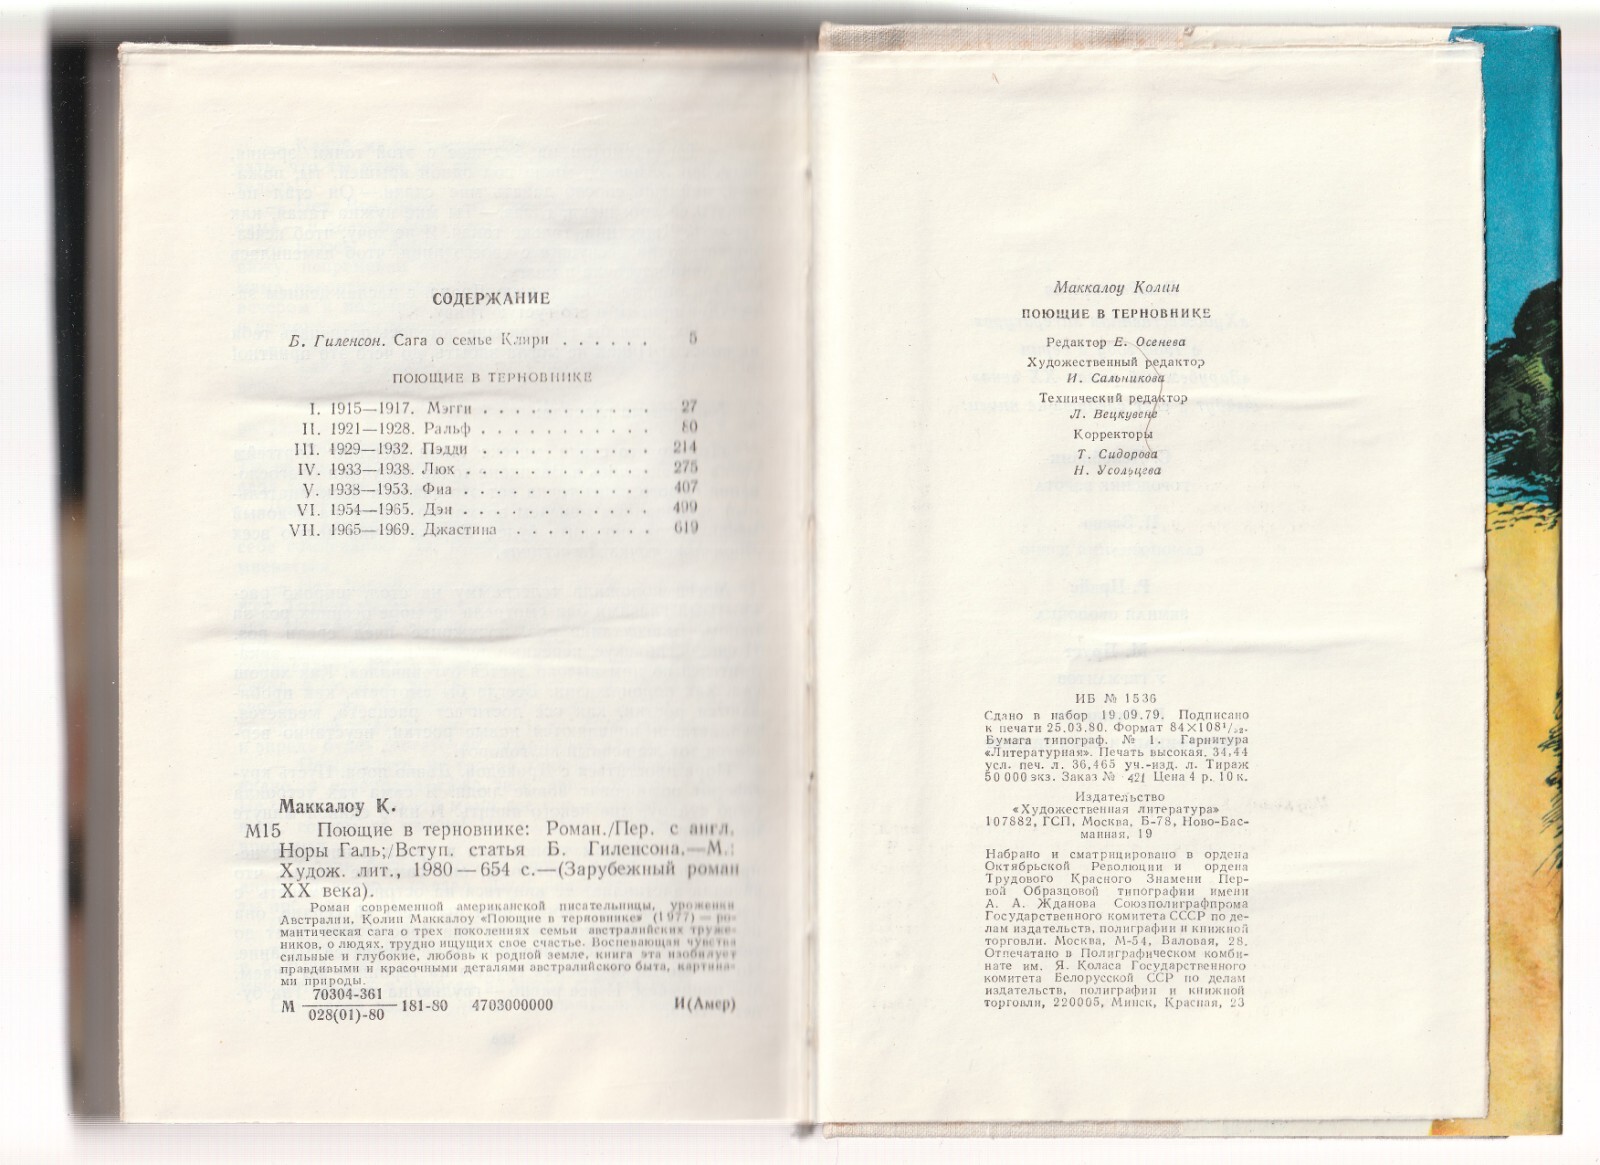 СОДЕРЖАНИЕ
Б. Гиленсон. Сага о семье Клири . . . . . . 5
ПОЮЩИЕ В ТЕРНОВНИКЕ
I. 1915—1917. Мэгги . . . . . . . . . . . 27
II. 1921—1928. Ральф . . . . . . . . . . . 80
III. 1929—1932. Пэдди . . . . . . . . . . . 214
IV. 1933—1938. Люк . . . . . . . . . . . . 275
V. 1938—1953. Фиа . . . . . . . . . . . . 407
VI. 1954—1965. Дэн . . . . . . . . . . . . 499
VII. 1965—1969. Джастина . . . . . . . . . 619
Маккалоу К.
М15 Поющие в терновнике: Роман./Пер. с англ.
Норы Галь;/Вступ. статья Б. Гиленсона.—М.:
Худож. лит., 1980—654 с.—(Зарубежный роман
XX века).
Роман современной американской писательницы, уроженки
Австралии, Колин Маккалоу «Поющие в терновнике» (1977) — ро-
мантическая сага о трех поколениях семьи австралийских труже-
ников, о людях, трудно ищущих свое счастье. Воспевающая чувства
сильные и глубокие, любовь к родной земле, книга эта изобилует
правдивыми и красочными деталями австралийского быта, картина-
ми природы.
М 70304-361
028(01)-80 181-80 4703000000 И(Амер)
Маккалоу Колин
ПОЮЩИЕ В ТЕРНОВНИКЕ
Редактор Е. Осенева
Художественный редактор
И. Сальникова
Технический редактор
Л. Вецкувене
Корректоры
Т. Сидорова
Н. Усольцева
ИБ № 1536
Сдано в набор 19.09.79. Подписано
к печати 25.03.80. Формат 84×108¹/₃₂.
Бумага типограф. № 1. Гарнитура
«Литературная». Печать высокая. 34,44
усл. печ. л. 36,465 уч.-изд. л. Тираж
50 000 экз. Заказ № 421 Цена 4 р. 10 к.
Издательство
«Художественная литература»
107882, ГСП, Москва, Б-78, Ново-Бас-
манная, 19
Набрано и сматрицировано в ордена
Октябрьской Революции и ордена
Трудового Красного Знамени Пер-
вой Образцовой типографии имени
А. А. Жданова Союзполиграфпрома
Государственного комитета СССР по де-
лам издательств, полиграфии и книжной
торговли. Москва, М-54, Валовая, 28.
Отпечатано в Полиграфическом комби-
нате им. Я. Коласа Государственного
комитета Белорусской ССР по делам
издательств, полиграфии и книжной
торговли, 220005, Минск, Красная, 23